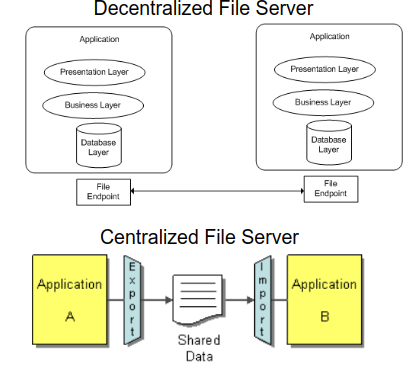 Decentralized File Server
Application
Presentation Layer
Business Layer
Database
Layer
File
Endpoint
Application
Presentation Layer
Business Layer
Database
Layer
File
Endpoint
Centralized File Server
Application
A
Export
Shared
Data
Import
Application
B